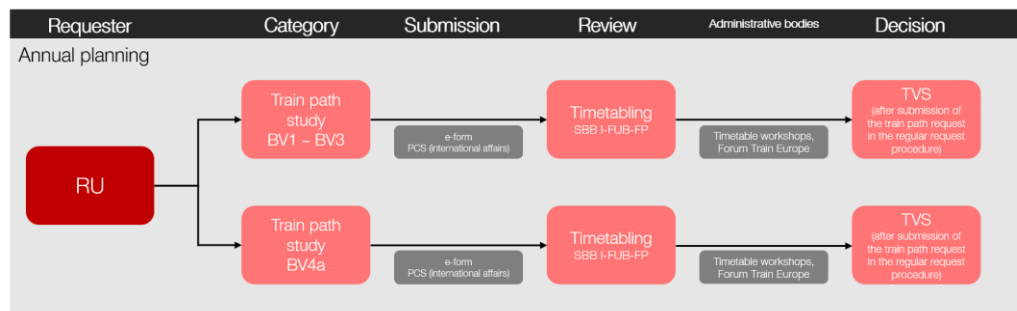 Requester
Category
Submission
Review
Administrative bodies
Decision
Annual planning
RU
Train path
study
BV1 – BV3
e-form
PCS (international affairs)
Timetabling
SBB I-FUB-FP
Timetable workshops,
Forum Train Europe
TVS
(after submission of
the train path request
in the regular request
procedure)
Train path
study
BV4a
e-form
PCS (international affairs)
Timetabling
SBB I-FUB-FP
Timetable workshops,
Forum Train Europe
TVS
(after submission of
the train path request
in the regular request
procedure)